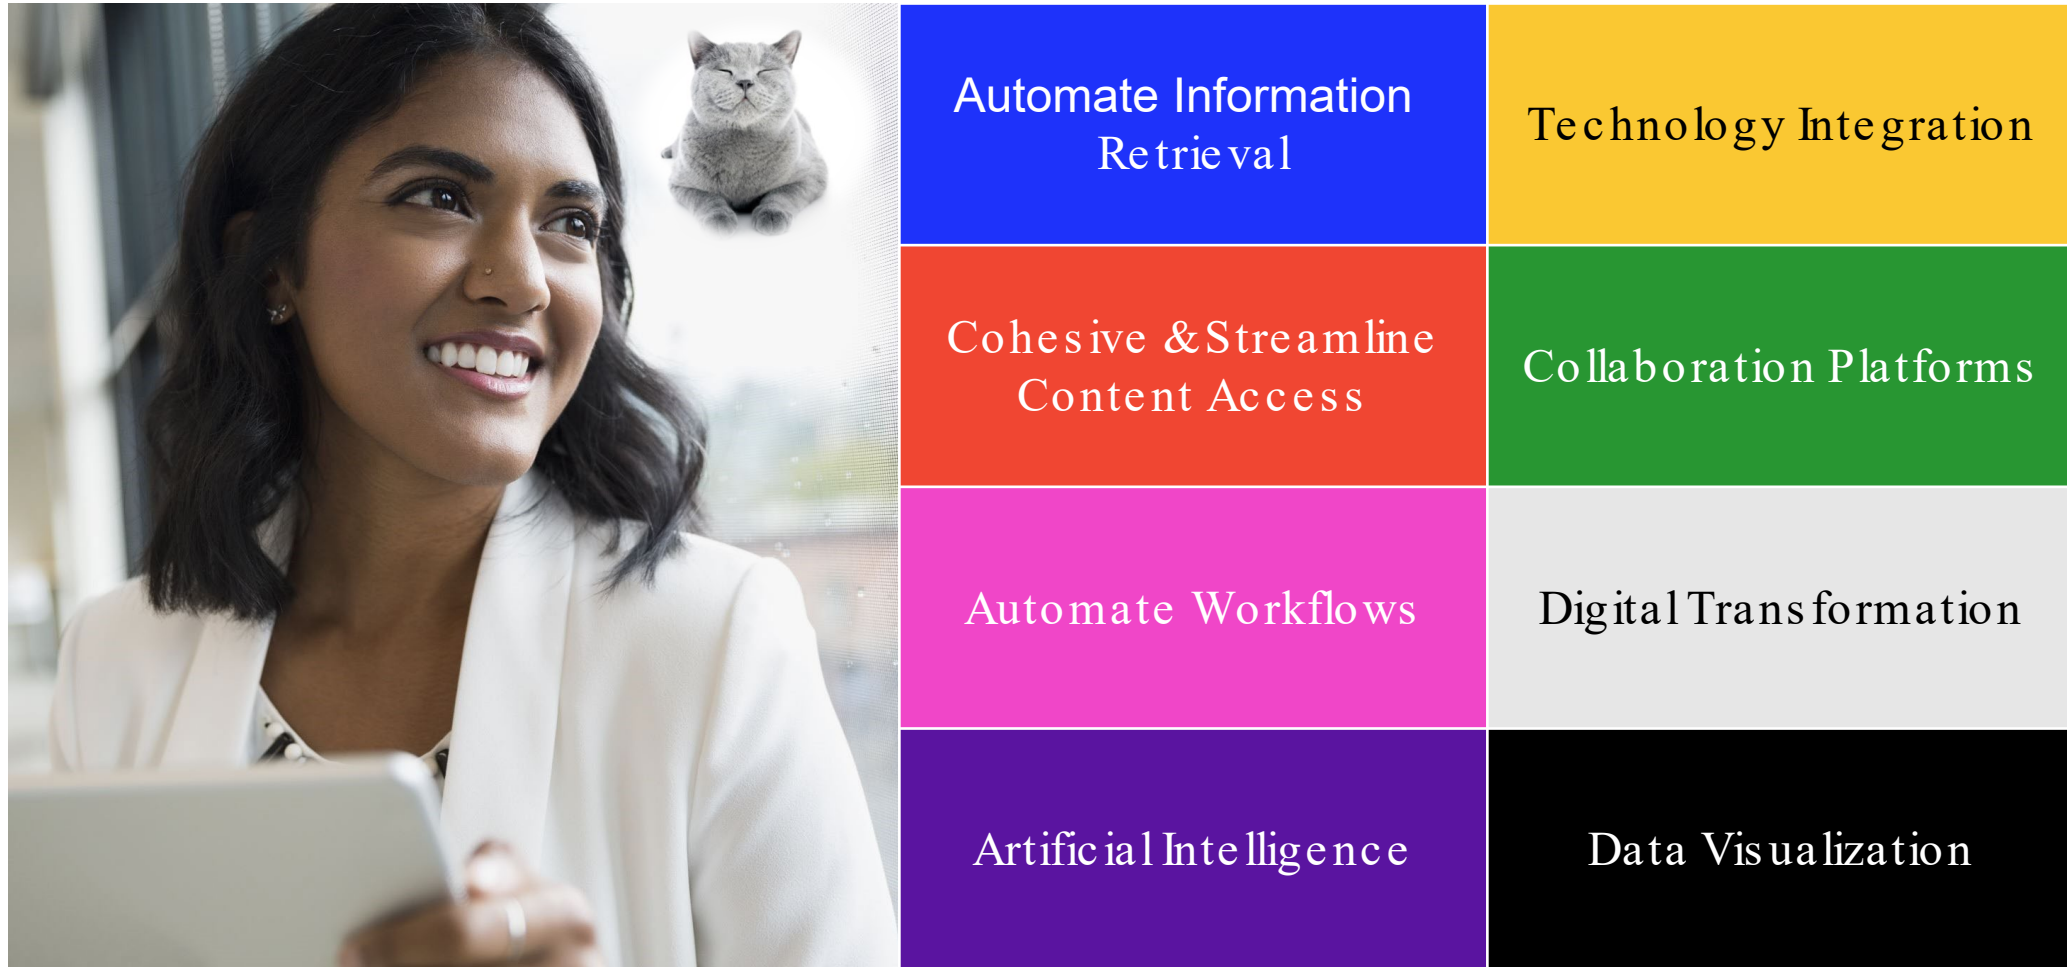 Automate Information
Retrieval
Technology Integration
Cohesive & Streamline
Content Access
Collaboration Platforms
Automate Workflows
Digital Transformation
Artificial Intelligence
Data Visualization